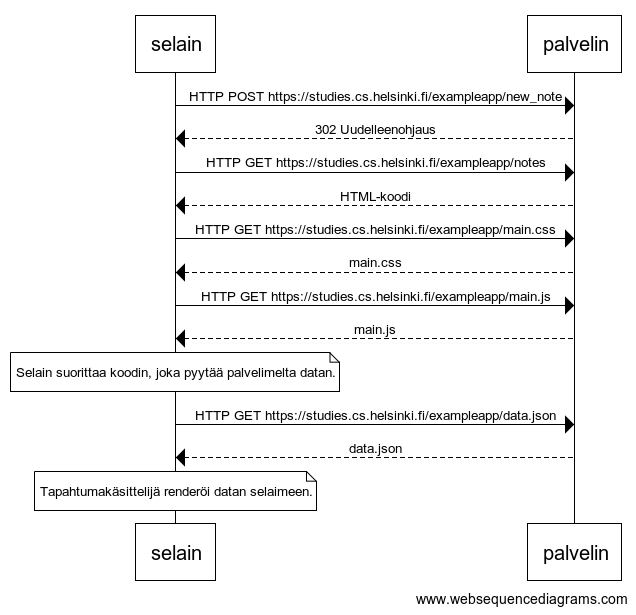 selain
palvelin
HTTP POST https://studies.cs.helsinki.fi/exampleapp/new_note
302 Uudelleenohjaus
HTTP GET https://studies.cs.helsinki.fi/exampleapp/notes
HTML-koodi
HTTP GET https://studies.cs.helsinki.fi/exampleapp/main.css
main.css
HTTP GET https://studies.cs.helsinki.fi/exampleapp/main.js
main.js
Selain suorittaa koodin, joka pyytää palvelimelta datan.
HTTP GET https://studies.cs.helsinki.fi/exampleapp/data.json
data.json
Tapahtumakäsittelijä renderöi datan selaimeen.
selain
palvelin
www.websequencediagrams.com